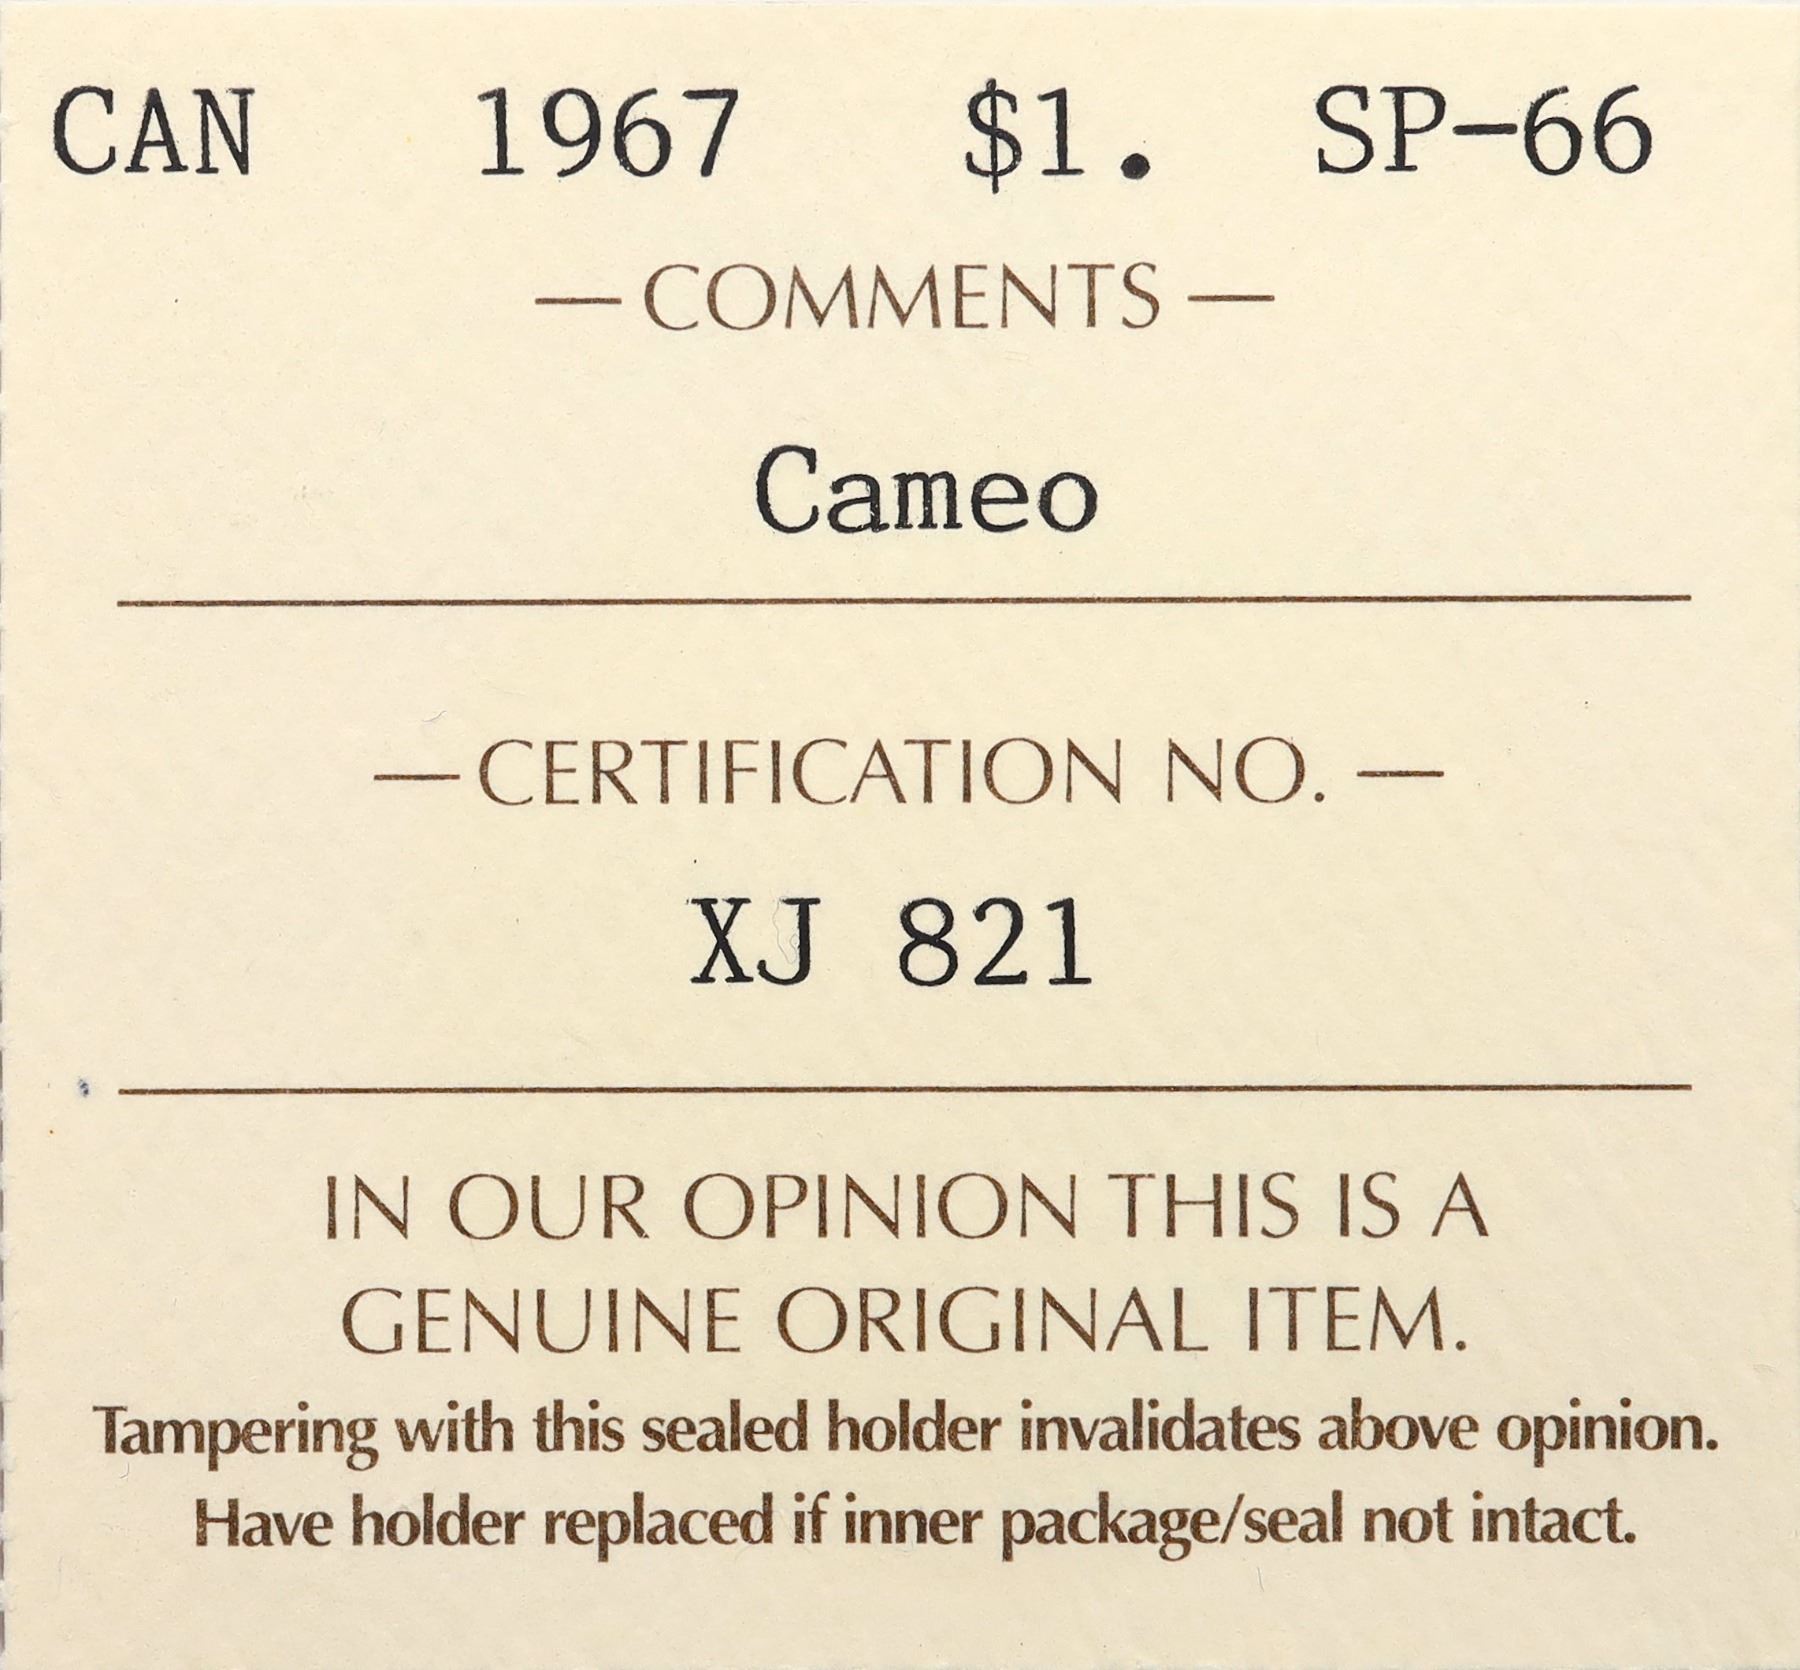 CAN 1967 $1. SP-66
— COMMENTS —
Cameo
— CERTIFICATION NO. —
XJ 821
IN OUR OPINION THIS IS A
GENUINE ORIGINAL ITEM.
Tampering with this sealed holder invalidates above opinion.
Have holder replaced if inner package/seal not intact.